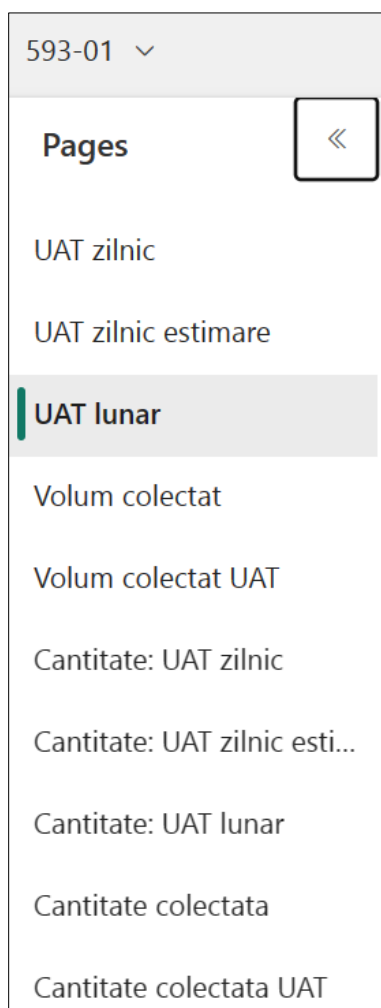 593-01
Pages
UAT zilnic
UAT zilnic estimare
UAT lunar
Volum colectat
Volum colectat UAT
Cantitate: UAT zilnic
Cantitate: UAT zilnic esti...
Cantitate: UAT lunar
Cantitate colectata
Cantitate colectata UAT